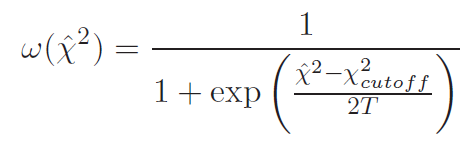 ω(χ̂²) = 1 / (1 + exp((χ̂² − χ²_cutoff) / 2T))